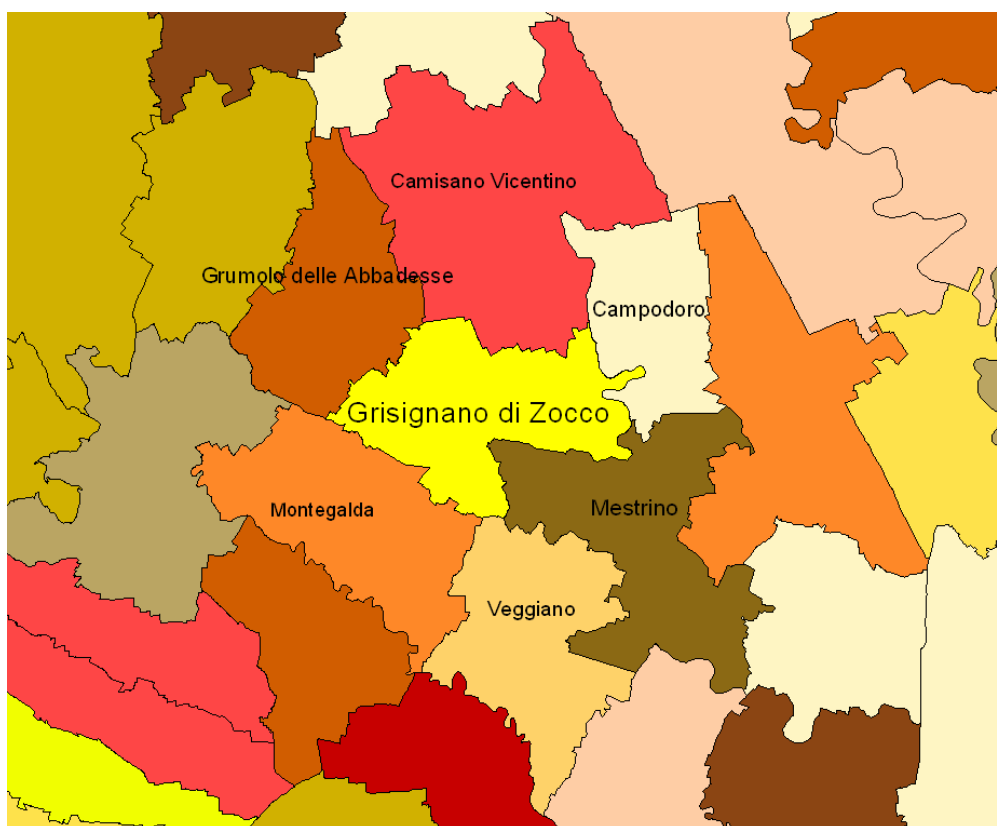 Camisano Vicentino
Grumolo delle Abbadesse
Campodoro
Grisignano di Zocco
Montegalda
Mestrino
Veggiano